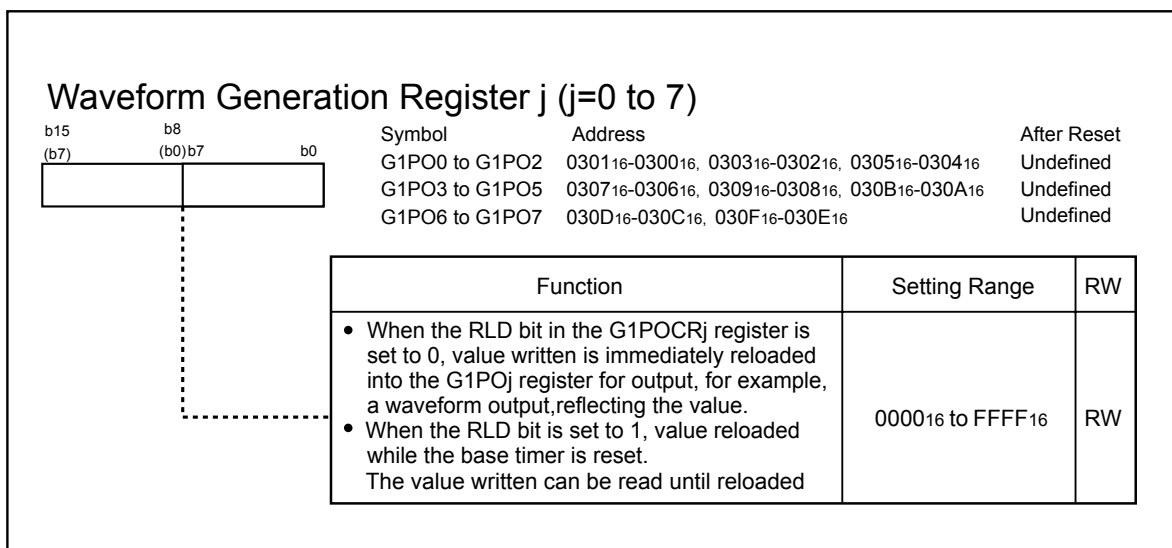 Waveform Generation Register j (j=0 to 7)
b15 b8
(b7) (b0)b7 b0
Symbol Address After Reset
G1PO0 to G1PO2 030116-030016, 030316-030216, 030516-030416 Undefined
G1PO3 to G1PO5 030716-030616, 030916-030816, 030B16-030A16 Undefined
G1PO6 to G1PO7 030D16-030C16, 030F16-030E16 Undefined
Function Setting Range RW
• When the RLD bit in the G1POCRj register is
set to 0, value written is immediately reloaded
into the G1POj register for output, for example,
a waveform output,reflecting the value.
• When the RLD bit is set to 1, value reloaded
while the base timer is reset.
The value written can be read until reloaded
000016 to FFFF16 RW